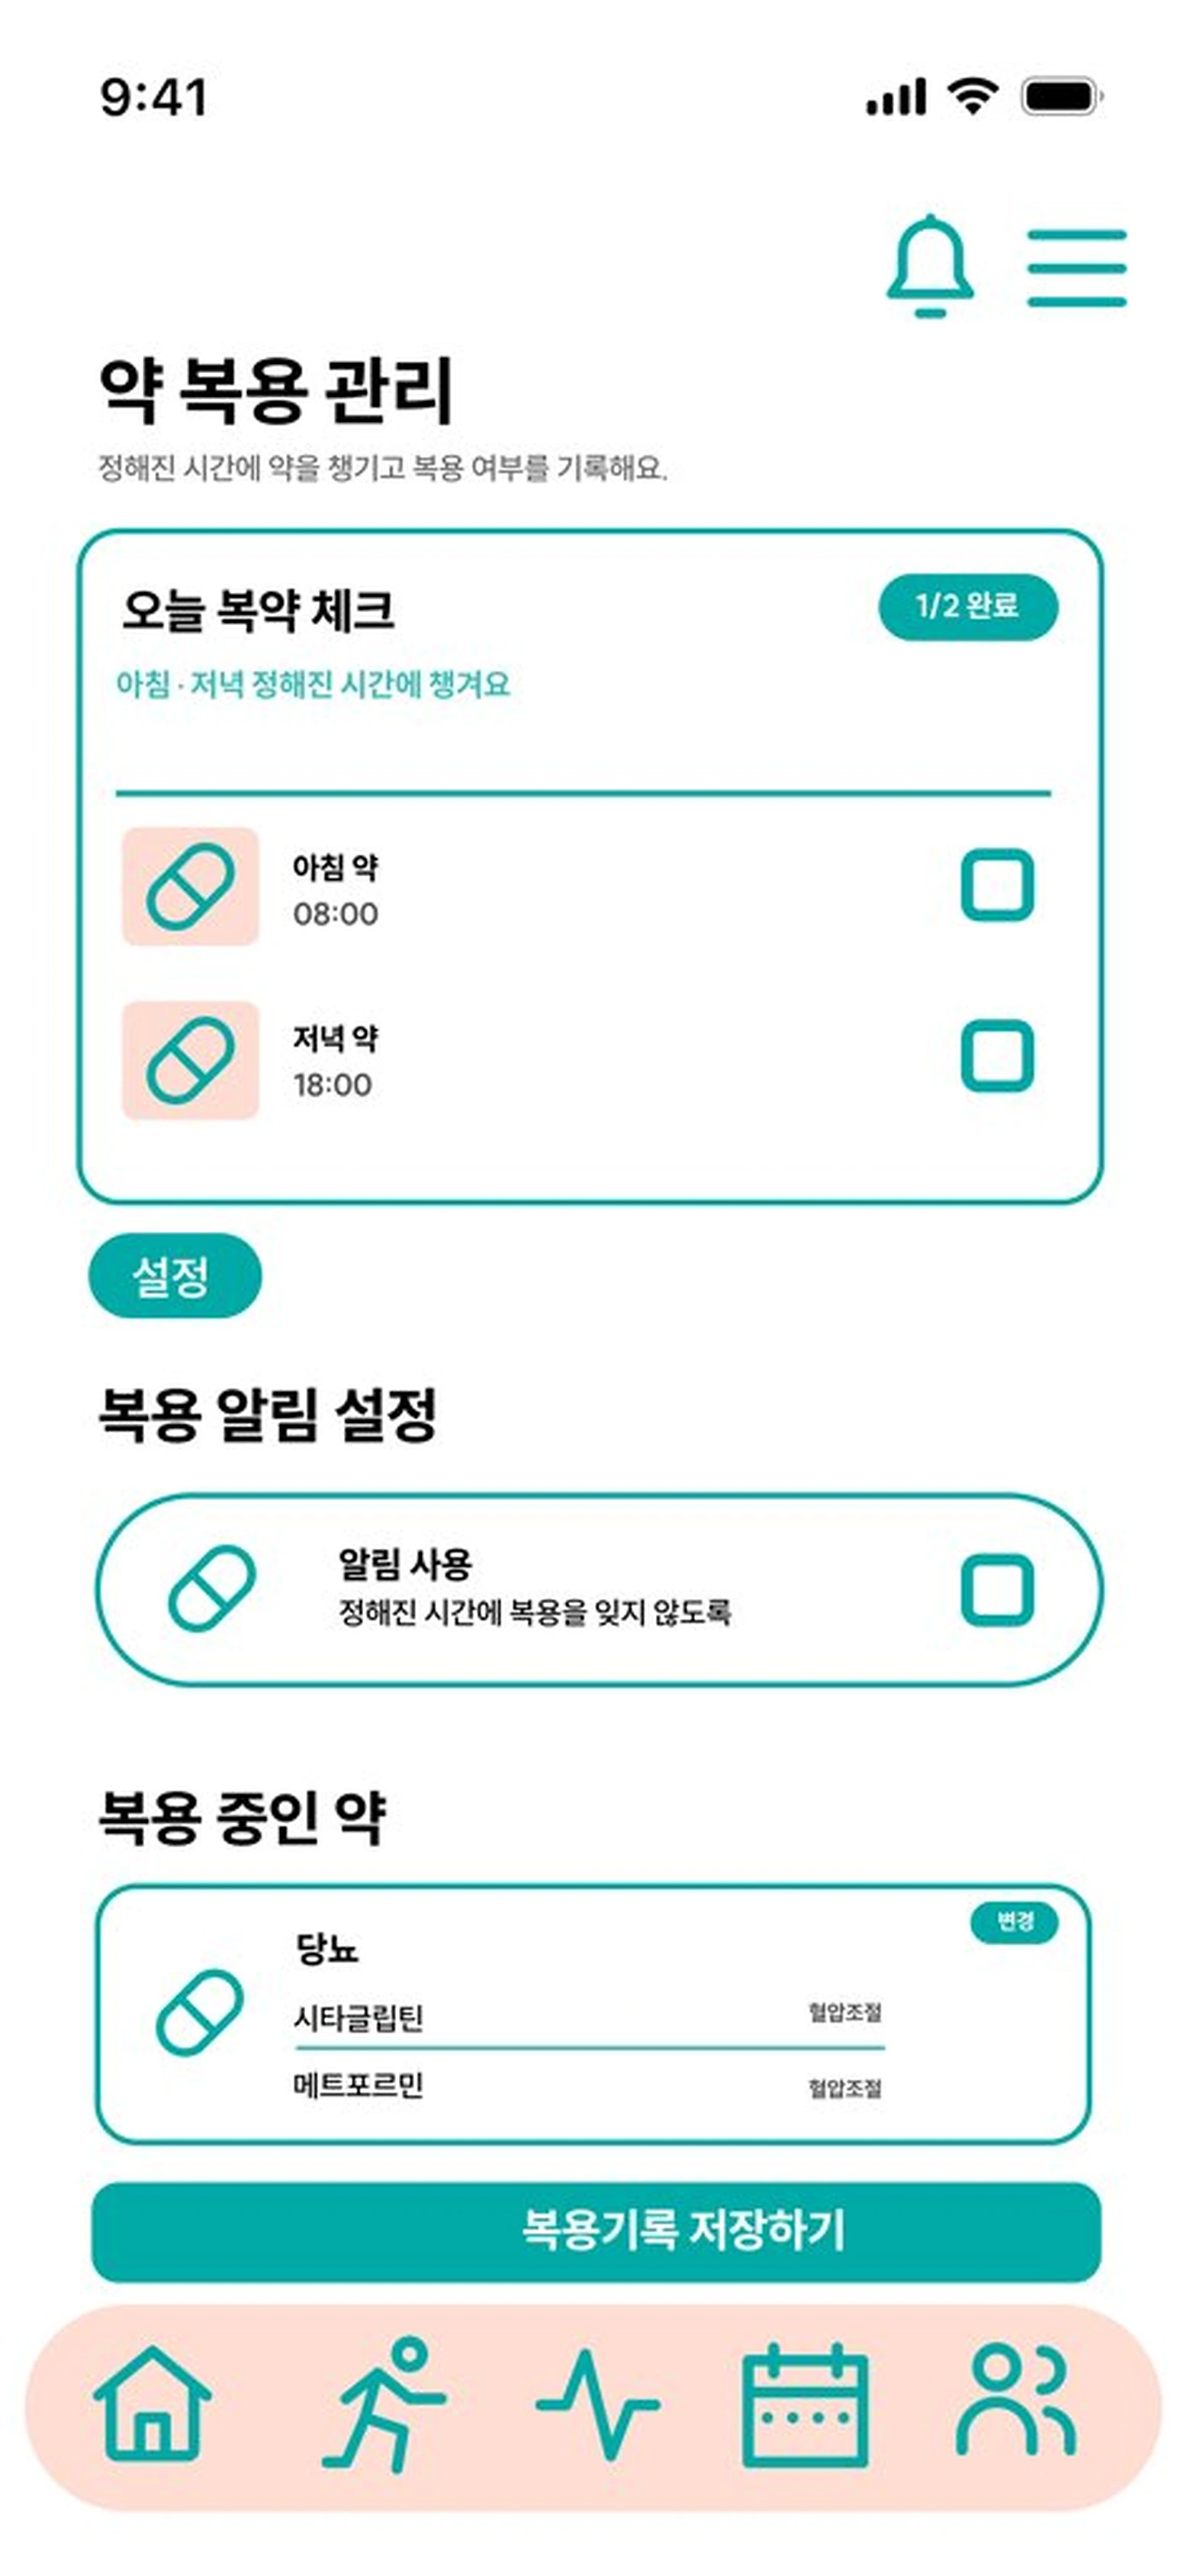 9:41
약 복용 관리
정해진 시간에 약을 챙기고 복용 여부를 기록해요.
오늘 복약 체크
1/2 완료
아침 · 저녁 정해진 시간에 챙겨요
아침 약
08:00
저녁 약
18:00
설정
복용 알림 설정
알림 사용
정해진 시간에 복용을 잊지 않도록
복용 중인 약
변경
당뇨
시타글립틴 혈압조절
메트포르민 혈압조절
복용기록 저장하기